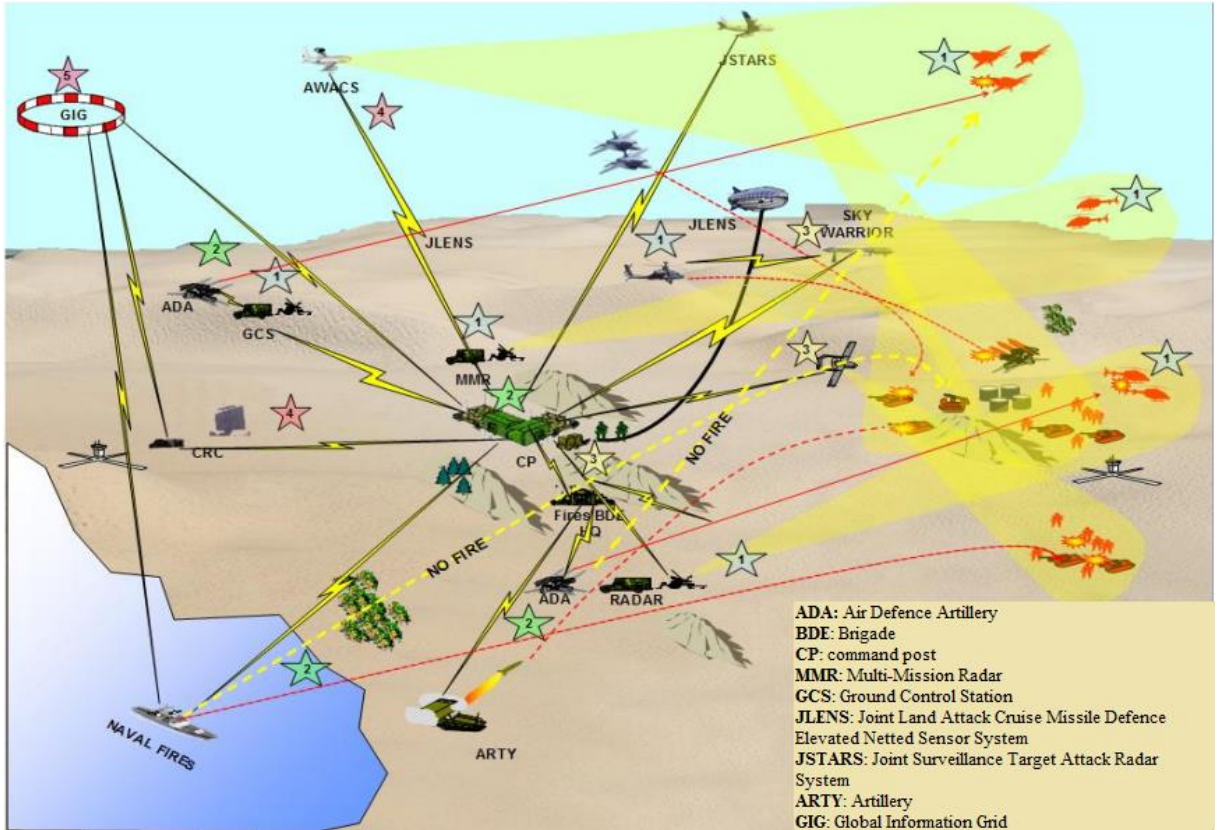 5
GIG
AWACS
4
JSTARS
1
1
2
1
1
JLENS
JLENS
3
SKY
WARRIOR
ADA
GCS
1
MMR
2
3
1
4
CRC
CP
3
NO FIRE
Fires BDE
HQ
NO FIRE
1
ADA
RADAR
2
2
NAVAL FIRES
ARTY
ADA: Air Defence Artillery
BDE: Brigade
CP: command post
MMR: Multi-Mission Radar
GCS: Ground Control Station
JLENS: Joint Land Attack Cruise Missile Defence
Elevated Netted Sensor System
JSTARS: Joint Surveillance Target Attack Radar
System
ARTY: Artillery
GIG: Global Information Grid